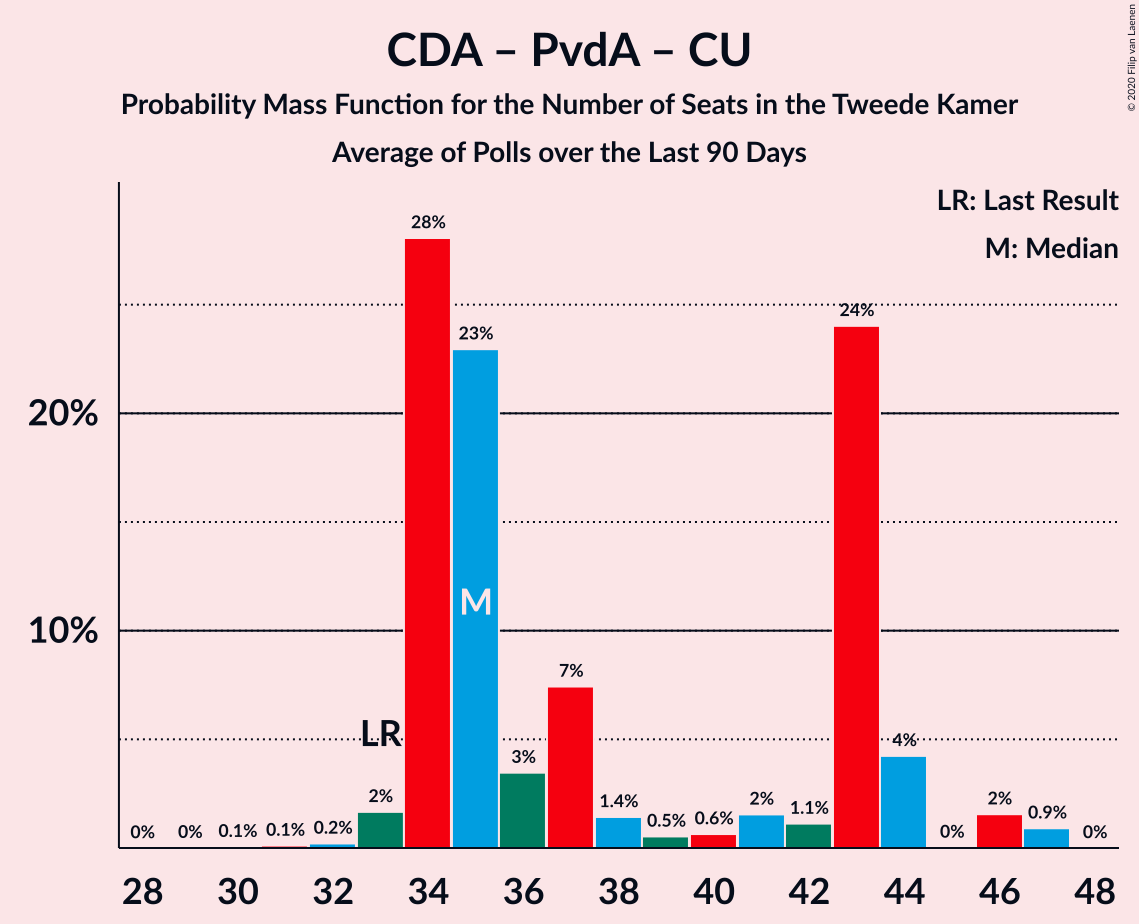 CDA – PvdA – CU
Probability Mass Function for the Number of Seats in the Tweede Kamer
Average of Polls over the Last 90 Days
© 2020 Filip van Laenen
LR: Last Result
M: Median
28%
24%
23%
20%
M
10%
7%
LR
4%
3%
2%
1.4%
2%
2%
0%
0%
0.1%
0.1%
0.2%
0.5%
0.6%
1.1%
0%
0.9%
0%
28 30 32 34 36 38 40 42 44 46 48